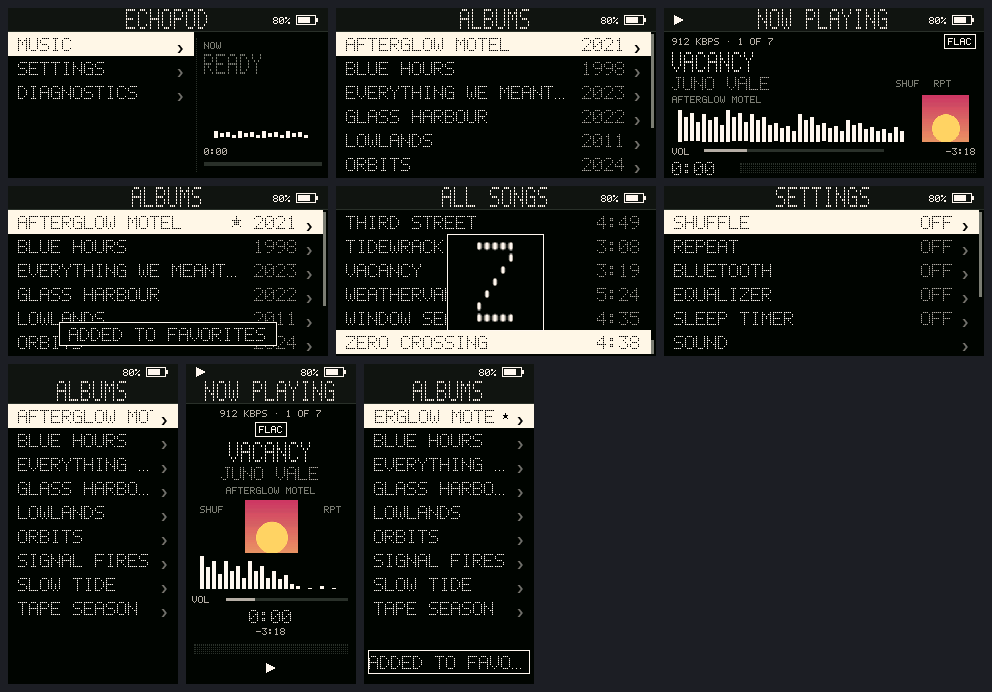 ECHOPOD
80%
MUSIC
SETTINGS
DIAGNOSTICS
NOW
READY
0:00
ALBUMS
80%
AFTERGLOW MOTEL 2021
BLUE HOURS 1998
EVERYTHING WE MEANT... 2023
GLASS HARBOUR 2022
LOWLANDS 2011
ORBITS 2024
NOW PLAYING
80%
912 KBPS · 1 OF 7
FLAC
VACANCY
JUNO VALE
SHUF RPT
AFTERGLOW MOTEL
VOL
-3:18
0:00
ALBUMS
80%
AFTERGLOW MOTEL 2021
BLUE HOURS 1998
EVERYTHING WE MEANT... 2023
GLASS HARBOUR 2022
LOWLANDS 2011
ADDED TO FAVORITES
ALL SONGS
80%
THIRD STREET 4:49
TIDEWRACK 3:08
VACANCY 3:19
5:24
WINDOW 4:35
ZERO CROSSING 4:38
Z
SETTINGS
80%
SHUFFLE OFF
REPEAT OFF
BLUETOOTH OFF
EQUALIZER OFF
SLEEP TIMER OFF
SOUND
80%
ALBUMS
AFTERGLOW MO
BLUE HOURS
EVERYTHING ...
GLASS HARBO...
LOWLANDS
ORBITS
SIGNAL FIRES
SLOW TIDE
TAPE SEASON
80%
NOW PLAYING
912 KBPS · 1 OF 7
FLAC
VACANCY
JUNO VALE
AFTERGLOW MOTEL
SHUF RPT
VOL
0:00
-3:18
80%
ALBUMS
ERGLOW MOTE ★
BLUE HOURS
EVERYTHING ...
GLASS HARBO...
LOWLANDS
ORBITS
SIGNAL FIRES
SLOW TIDE
TAPE SEASON
ADDED TO FAVO...